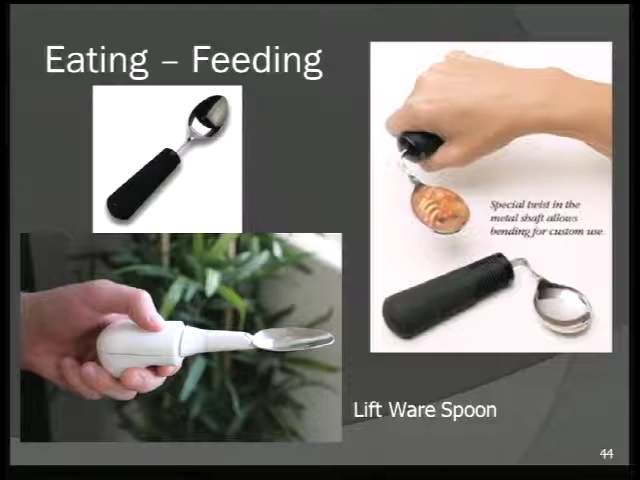 Eating – Feeding
Special twist in the
metal shaft allows
bending for custom use.
Lift Ware Spoon
44